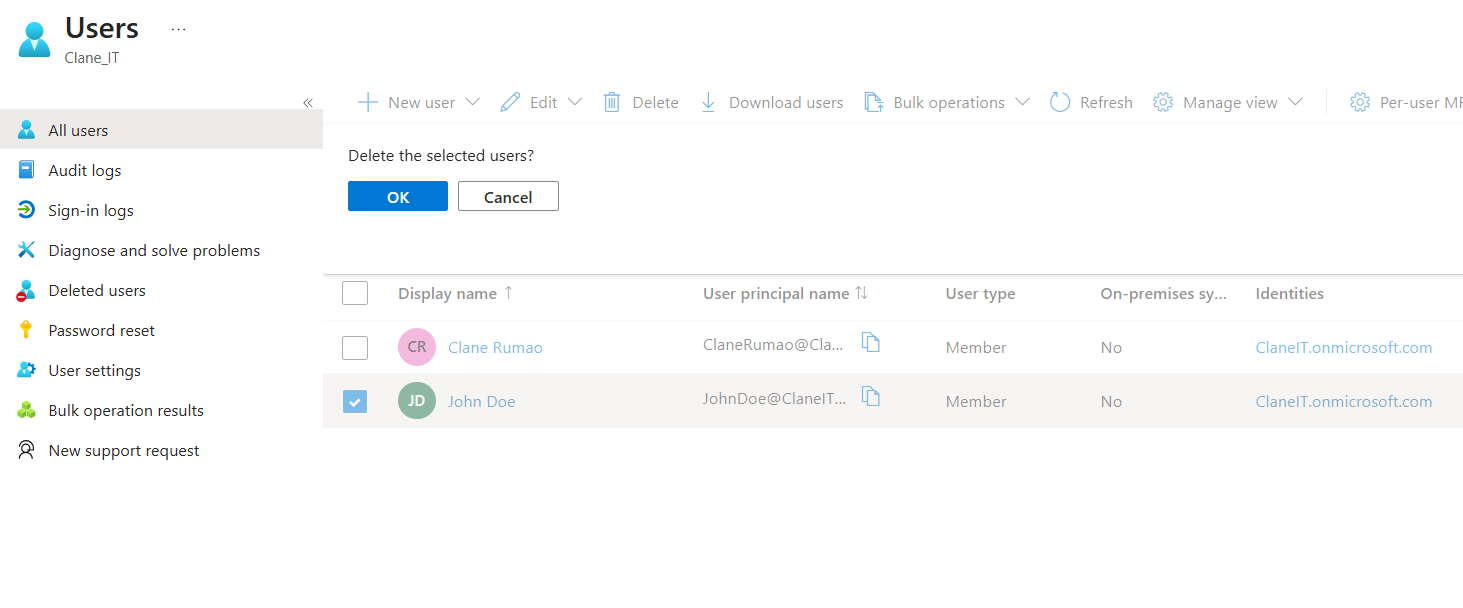 Users ...
Clane_IT
«
New user Edit Delete Download users Bulk operations Refresh Manage view Per-user MF
All users
Audit logs
Sign-in logs
Diagnose and solve problems
Deleted users
Password reset
User settings
Bulk operation results
New support request
Delete the selected users?
OK Cancel
Display name ↑ User principal name ↑↓ User type On-premises sy... Identities
CR Clane Rumao ClaneRumao@Cla... Member No ClaneIT.onmicrosoft.com
JD John Doe JohnDoe@ClaneIT... Member No ClaneIT.onmicrosoft.com